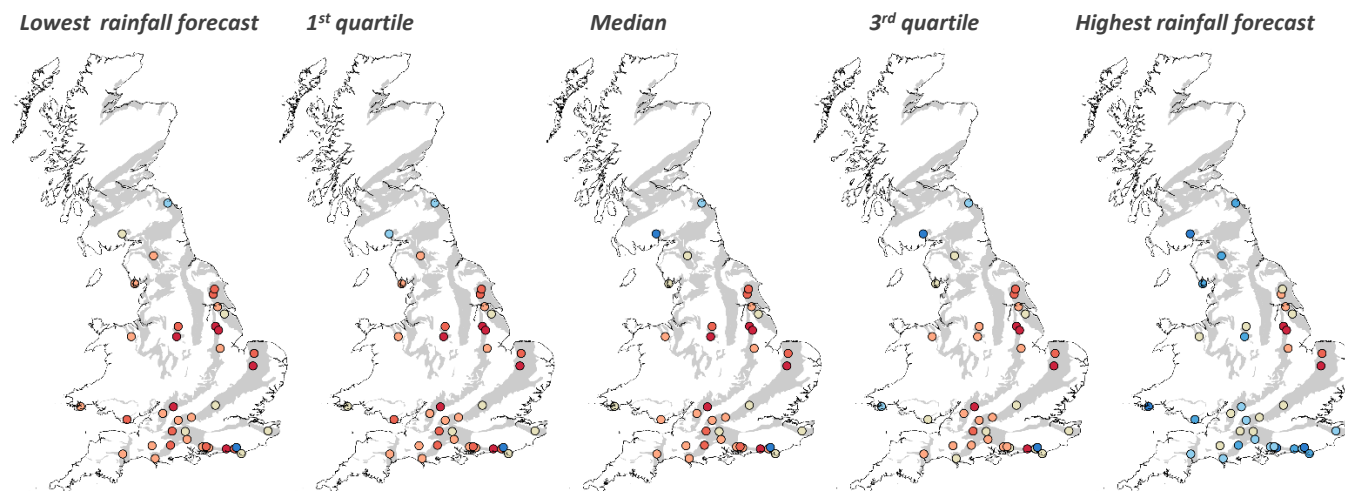 Lowest rainfall forecast
1st quartile
Median
3rd quartile
Highest rainfall forecast